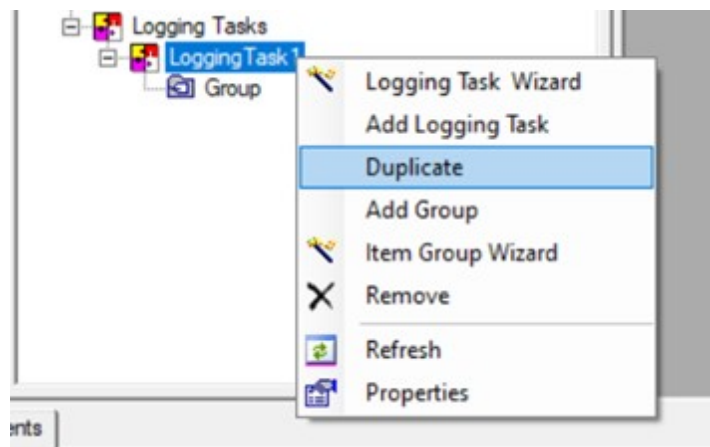 Logging Tasks
LoggingTask1
Group
Logging Task Wizard
Add Logging Task
Duplicate
Add Group
Item Group Wizard
Remove
Refresh
Properties
nts